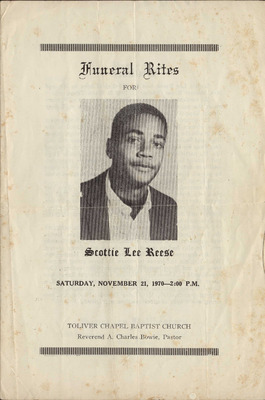 Funeral Rites
FOR
Scottie Lee Reese
SATURDAY, NOVEMBER 21, 1970—2:00 P.M.
TOLIVER CHAPEL BAPTIST CHURCH
Reverend A. Charles Bowie, Pastor